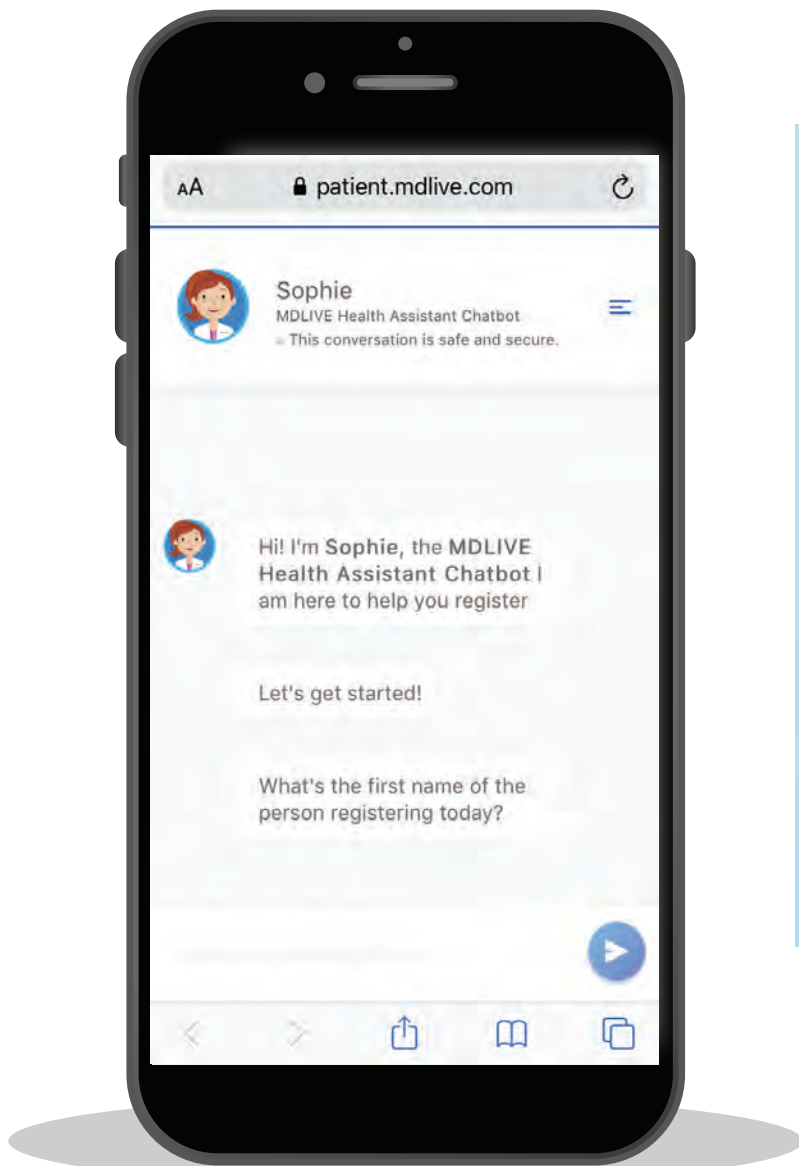 AA patient.mdlive.com
Sophie
MDLIVE Health Assistant Chatbot
This conversation is safe and secure.
Hi! I'm Sophie, the MDLIVE
Health Assistant Chatbot I
am here to help you register
Let's get started!
What's the first name of the
person registering today?